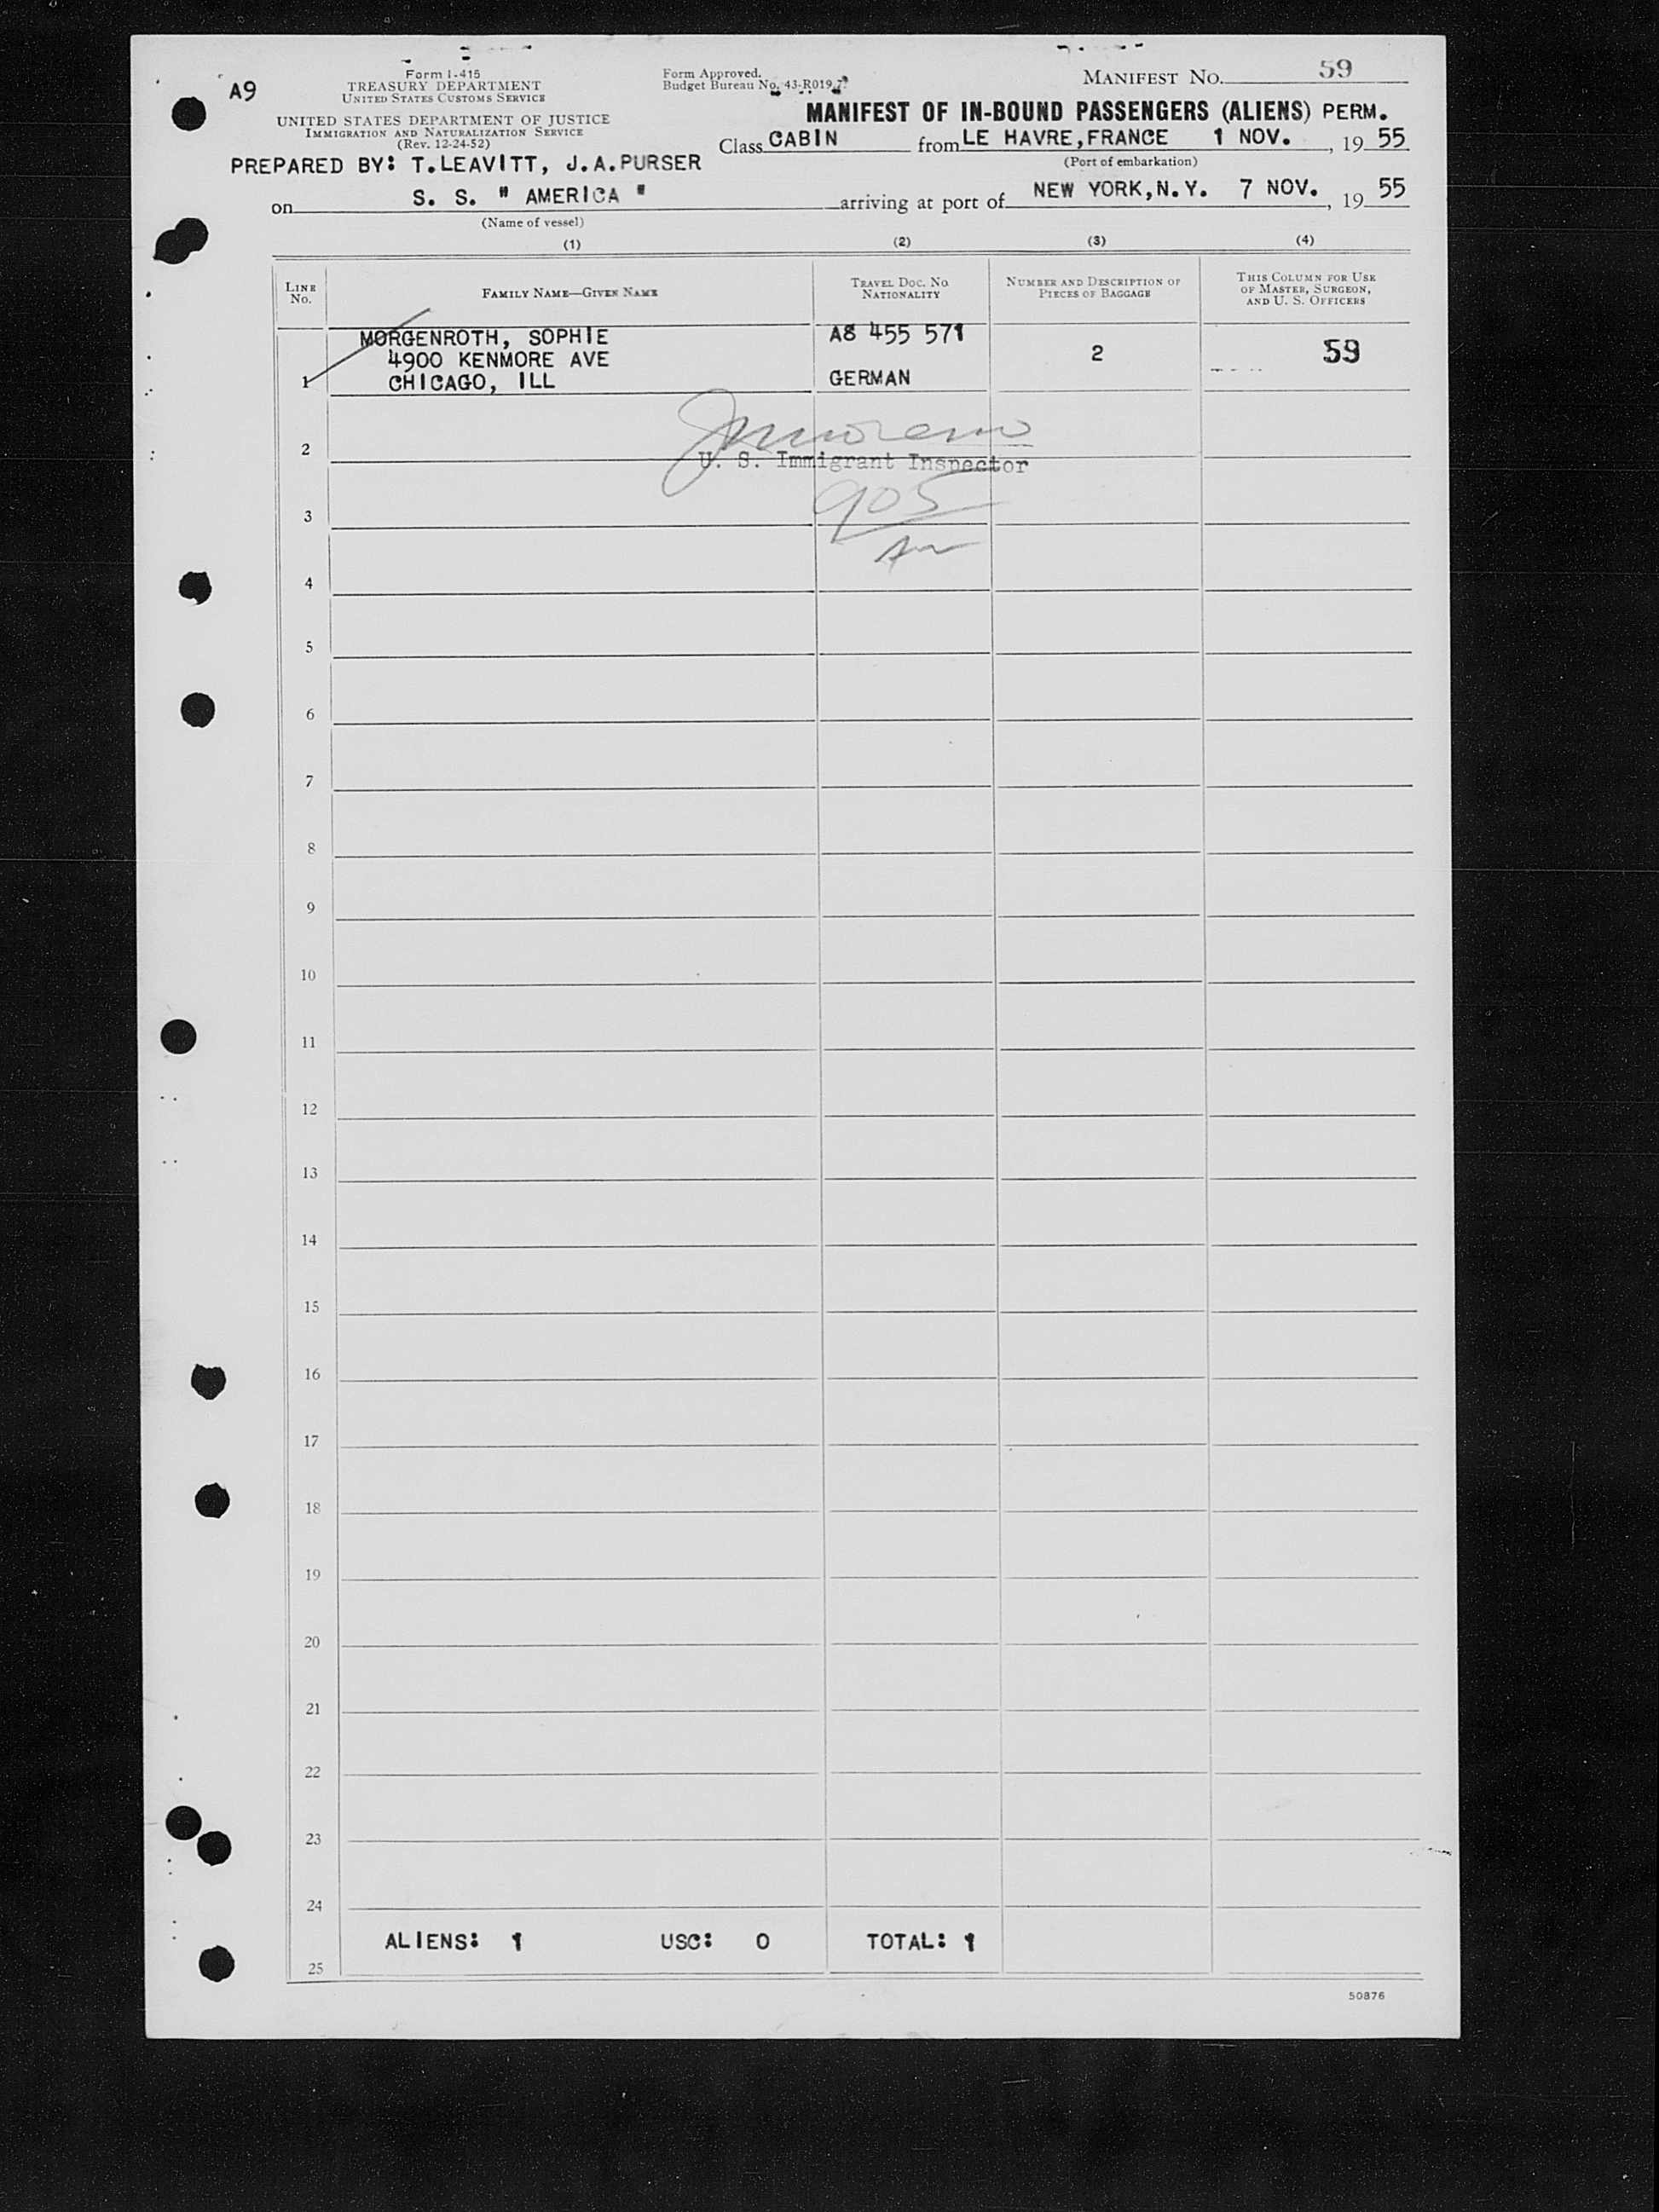 A9
Form I-415
TREASURY DEPARTMENT
UNITED STATES CUSTOMS SERVICE
UNITED STATES DEPARTMENT OF JUSTICE
IMMIGRATION AND NATURALIZATION SERVICE
(Rev. 12-24-52)
Form Approved.
Budget Bureau No. 43-R019.
MANIFEST NO. 59
MANIFEST OF IN-BOUND PASSENGERS (ALIENS) PERM.
Class CABIN from LE HAVRE, FRANCE 1 NOV. , 19 55
(Port of embarkation)
PREPARED BY: T.LEAVITT, J.A.PURSER
on S. S. " AMERICA " arriving at port of NEW YORK,N.Y. 7 NOV. , 19 55
(Name of vessel)
(1) (2) (3) (4)
LINE No. FAMILY NAME—GIVEN NAME TRAVEL DOC. NO. NATIONALITY NUMBER AND DESCRIPTION OF PIECES OF BAGGAGE THIS COLUMN FOR USE OF MASTER, SURGEON, AND U. S. OFFICERS
MORGENROTH, SOPHIE A8 455 571
4900 KENMORE AVE 2 59
1 CHICAGO, ILL GERMAN
2
U. S. Immigrant Inspector
905
3
4
5
6
7
8
9
10
11
12
13
14
15
16
17
18
19
20
21
22
23
24
ALIENS: 1 USC: 0 TOTAL: 1
25
50876